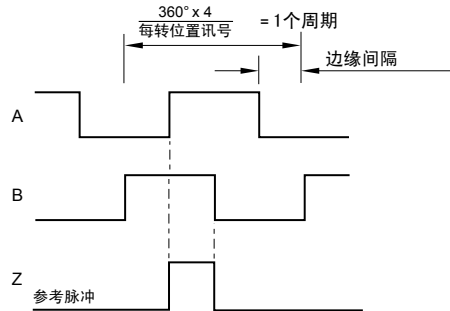 360° x 4
每转位置讯号
= 1个周期
边缘间隔
A
B
Z
参考脉冲